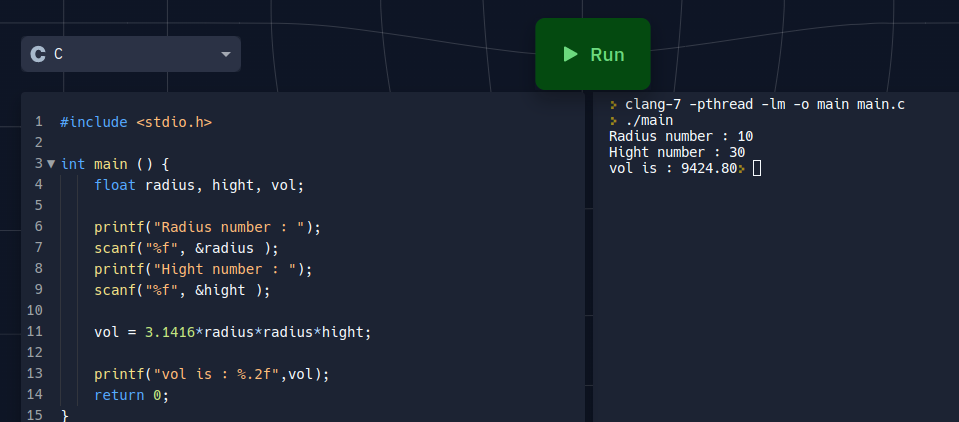 C C
Run
1 #include <stdio.h>
2
3 int main () {
4 float radius, hight, vol;
5
6 printf("Radius number : ");
7 scanf("%f", &radius );
8 printf("Hight number : ");
9 scanf("%f", &hight );
10
11 vol = 3.1416*radius*radius*hight;
12
13 printf("vol is : %.2f",vol);
14 return 0;
15 }
clang-7 -pthread -lm -o main main.c
./main
Radius number : 10
Hight number : 30
vol is : 9424.80